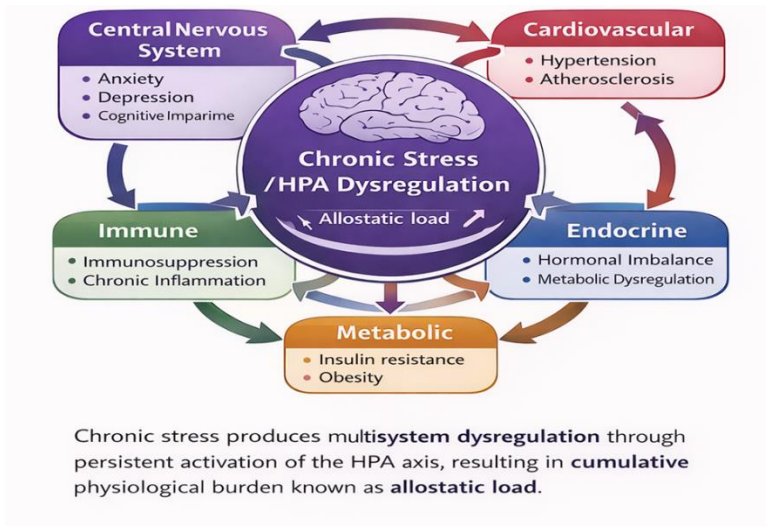 Central Nervous
System
• Anxiety
• Depression
• Cognitive Imparime
Cardiovascular
• Hypertension
• Atherosclerosis
Chronic Stress
/HPA Dysregulation
Allostatic load
Immune
• Immunosuppression
• Chronic Inflammation
Endocrine
• Hormonal Imbalance
• Metabolic Dysregulation
Metabolic
• Insulin resistance
• Obesity
Chronic stress produces multisystem dysregulation through
persistent activation of the HPA axis, resulting in cumulative
physiological burden known as allostatic load.